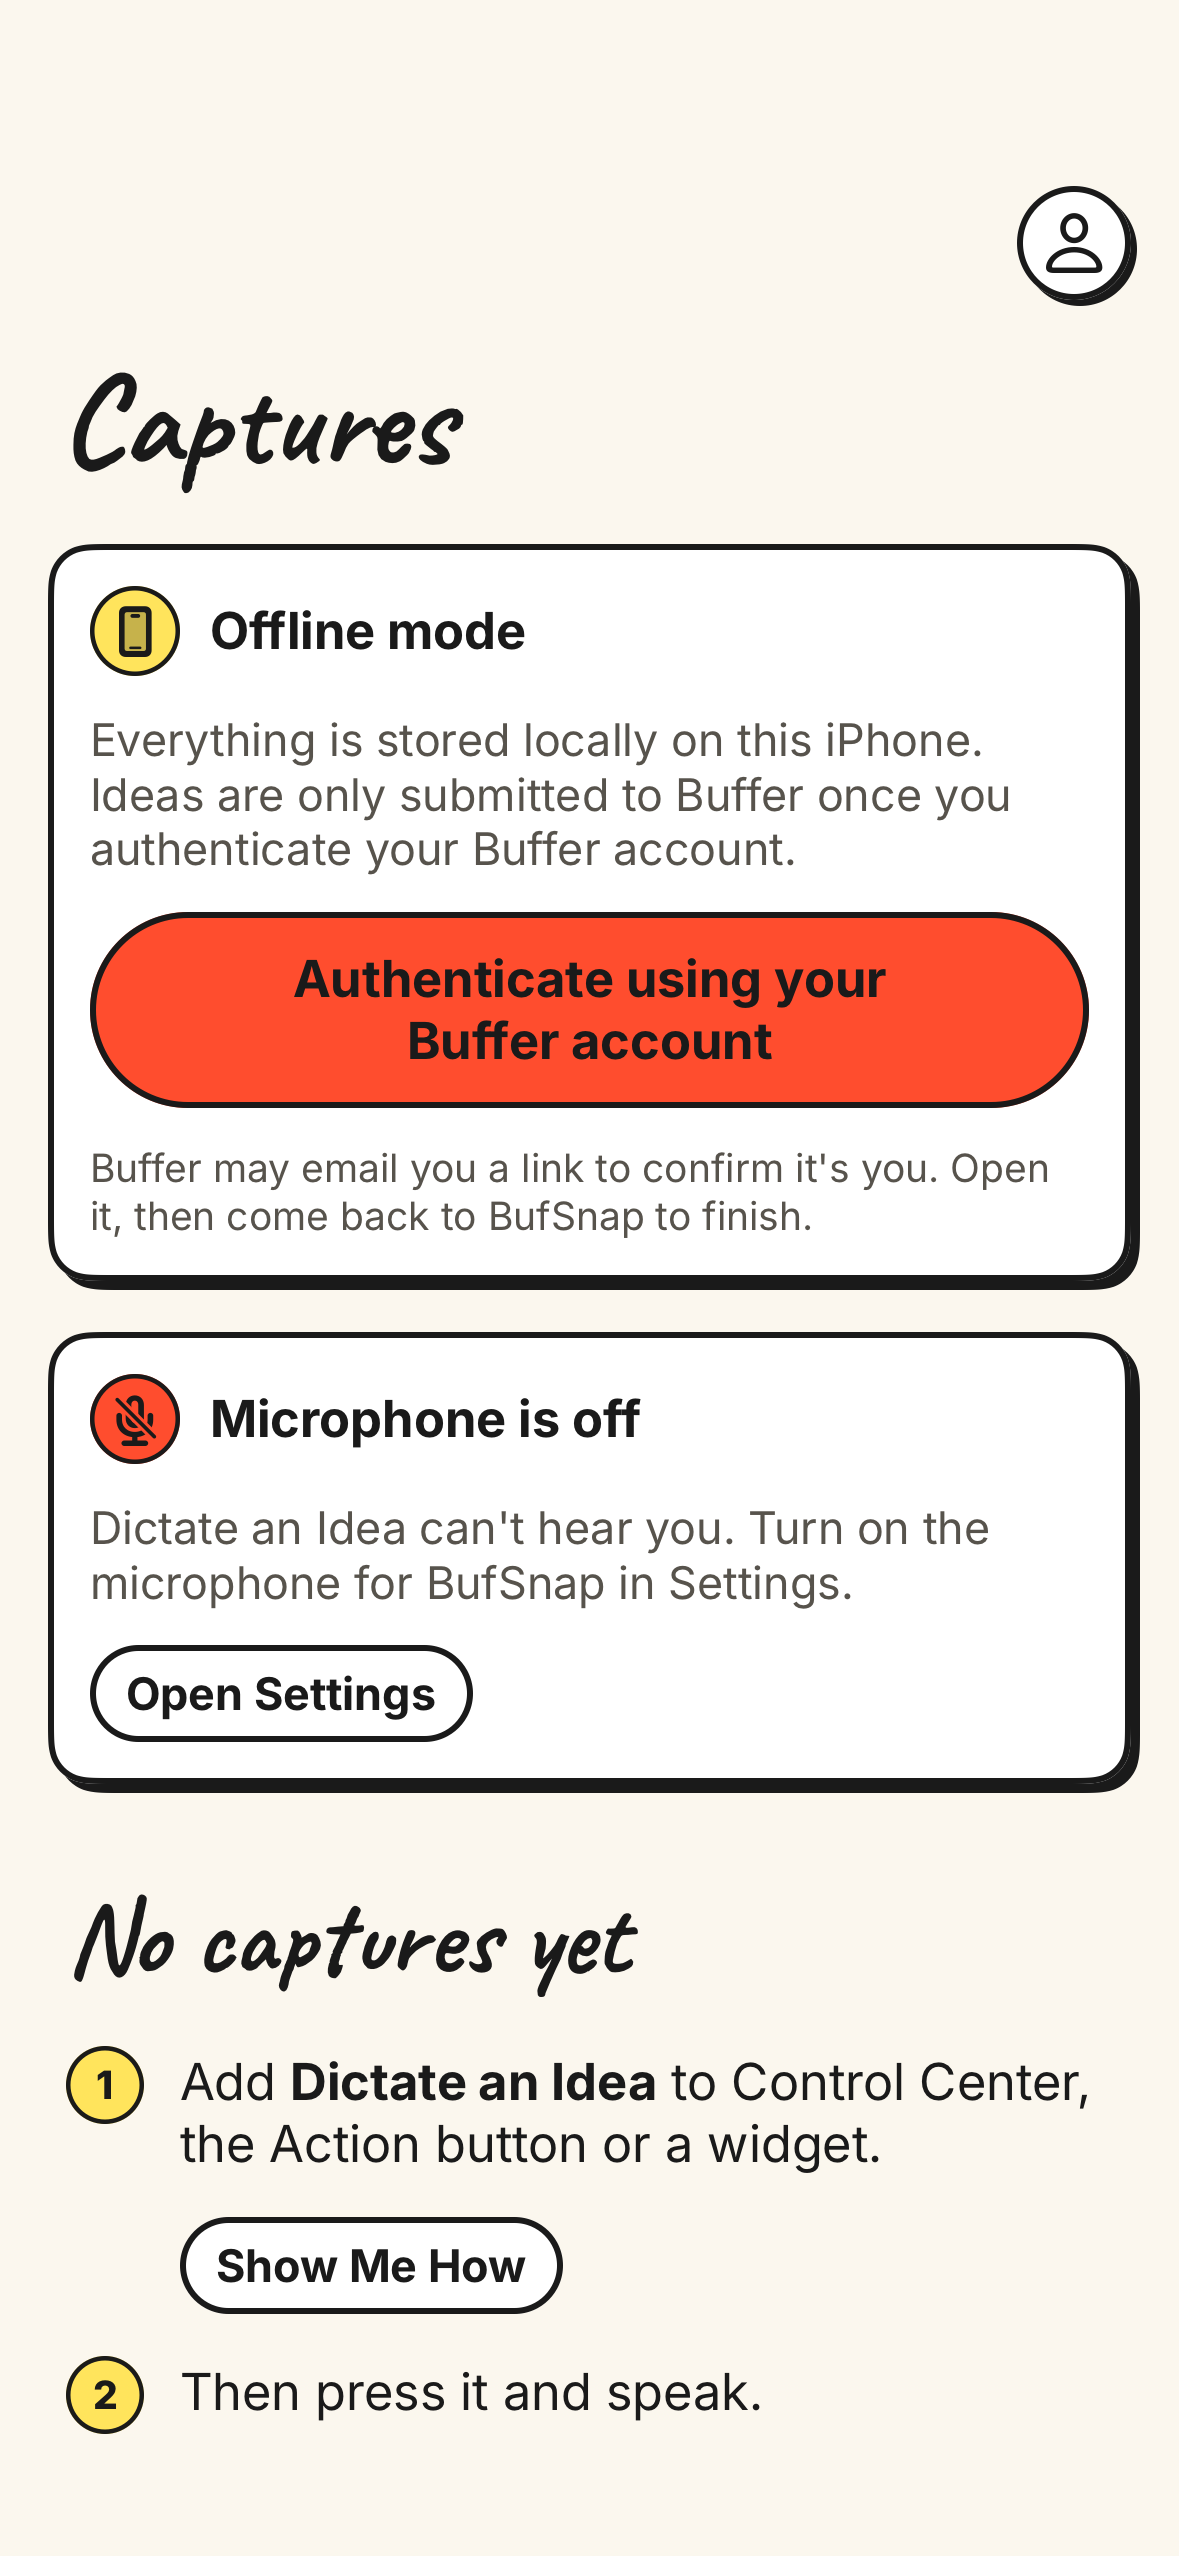 Captures
Offline mode
Everything is stored locally on this iPhone.
Ideas are only submitted to Buffer once you
authenticate your Buffer account.
Authenticate using your
Buffer account
Buffer may email you a link to confirm it's you. Open
it, then come back to BufSnap to finish.
Microphone is off
Dictate an Idea can't hear you. Turn on the
microphone for BufSnap in Settings.
Open Settings
No captures yet
1 Add Dictate an Idea to Control Center,
the Action button or a widget.
Show Me How
2 Then press it and speak.